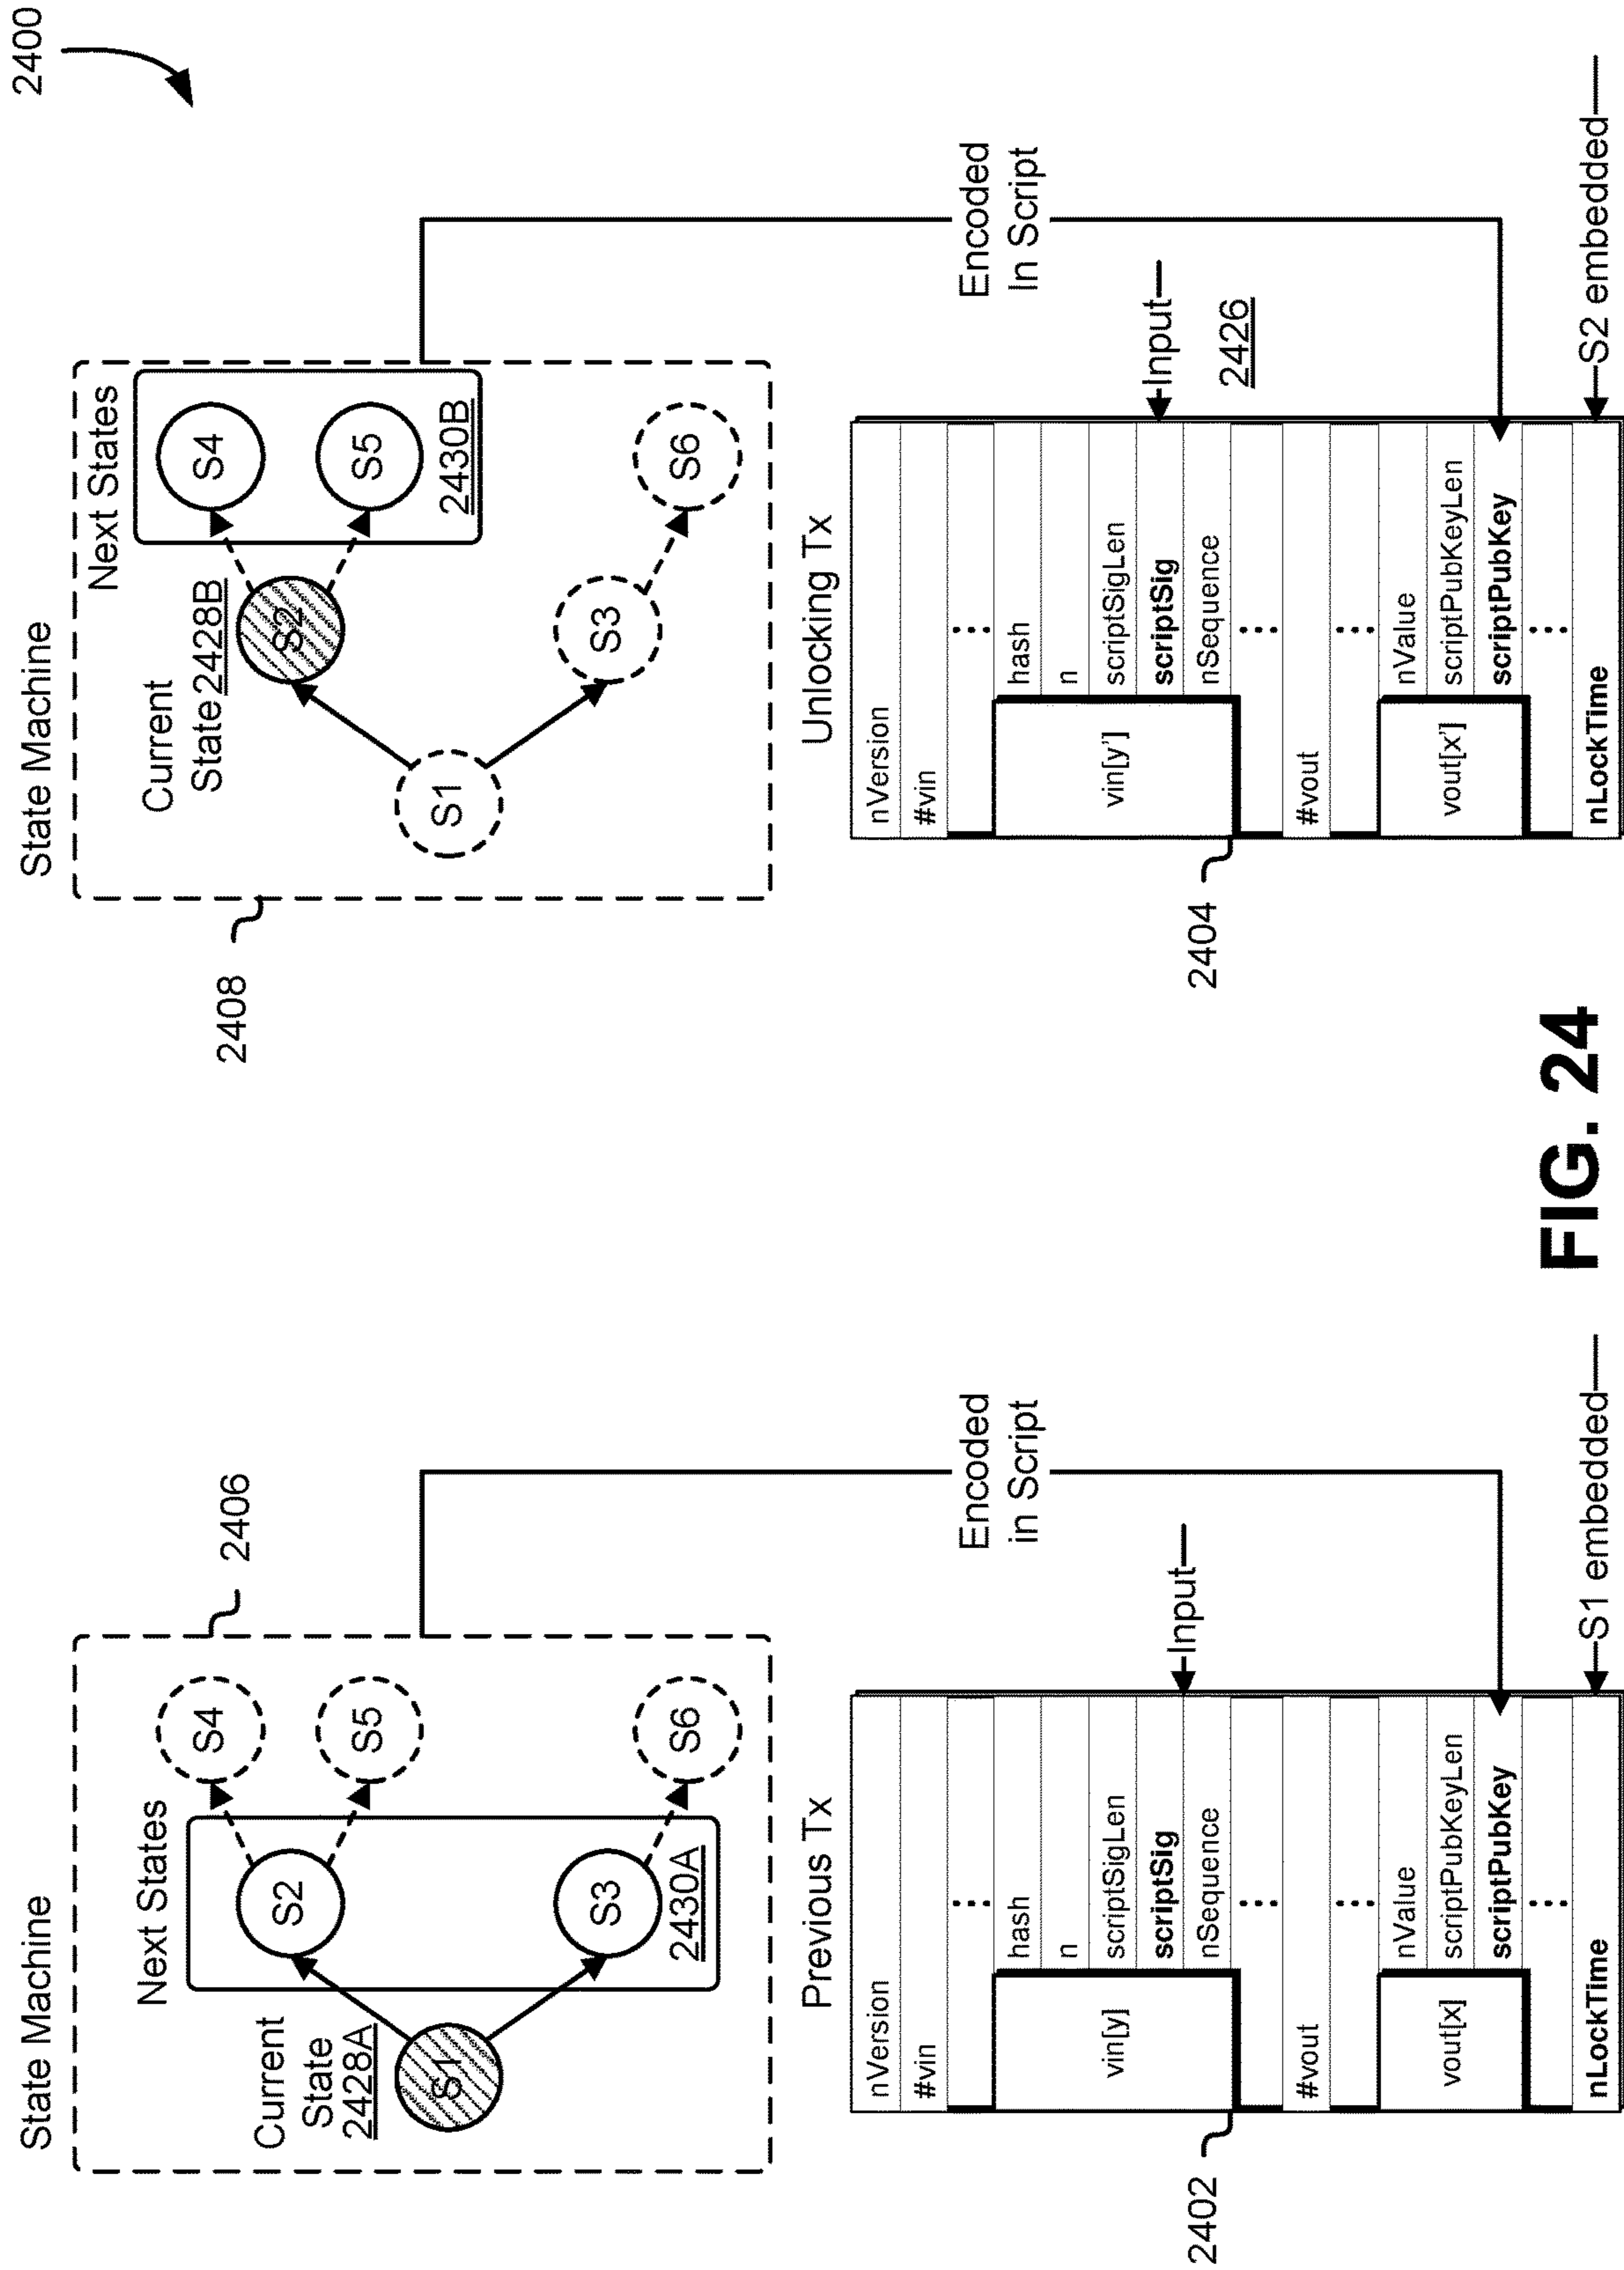 2400
State Machine
Next States
Current
State
2428A
S1
S2
S3
S4
S5
S6
2430A
2406
Encoded
in Script
Previous Tx
nVersion
#vin
⋮
vin[y]
hash
n
scriptSigLen
scriptSig
nSequence
⋮
#vout
⋮
vout[x]
nValue
scriptPubKeyLen
scriptPubKey
⋮
nLockTime
Input
S1 embedded
2402
State Machine
Next States
Current
State 2428B
S1
S2
S3
S4
S5
S6
2430B
2408
Encoded
In Script
Unlocking Tx
nVersion
#vin
⋮
vin[y']
hash
n
scriptSigLen
scriptSig
nSequence
⋮
#vout
⋮
vout[x']
nValue
scriptPubKeyLen
scriptPubKey
⋮
nLockTime
Input
2426
S2 embedded
2404
FIG. 24